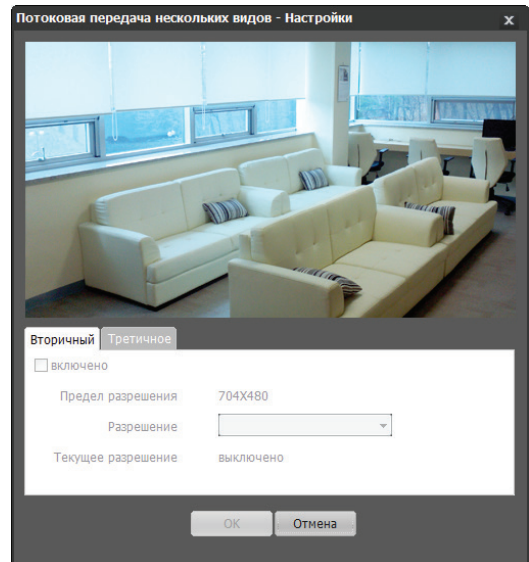 Потоковая передача нескольких видов - Настройки x
Вторичный Третичное
включено
Предел разрешения 704X480
Разрешение
Текущее разрешение выключено
OK Отмена